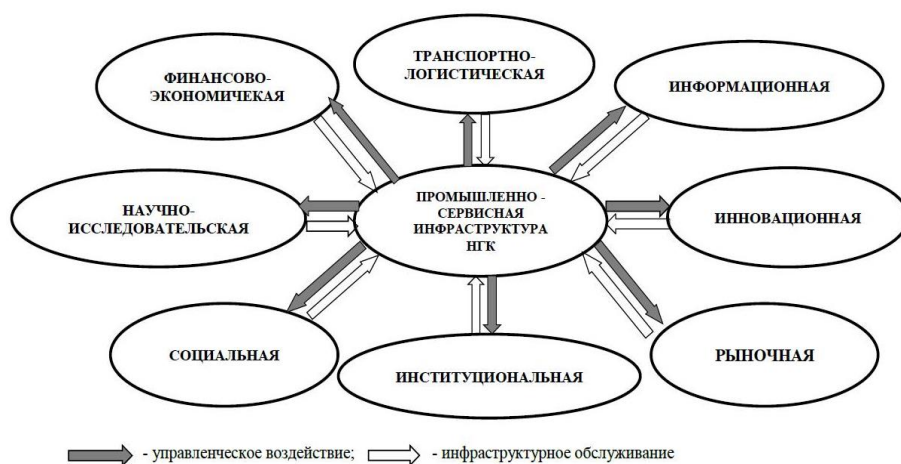 ТРАНСПОРТНО-
ЛОГИСТИЧЕСКАЯ
ФИНАНСОВО-
ЭКОНОМИЧЕКАЯ
ИНФОРМАЦИОННАЯ
НАУЧНО-
ИССЛЕДОВАТЕЛЬСКАЯ
ПРОМЫШЛЕННО -
СЕРВИСНАЯ
ИНФРАСТРУКТУРА
НГК
ИННОВАЦИОННАЯ
СОЦИАЛЬНАЯ
ИНСТИТУЦИОНАЛЬНАЯ
РЫНОЧНАЯ
- управленческое воздействие; - инфраструктурное обслуживание